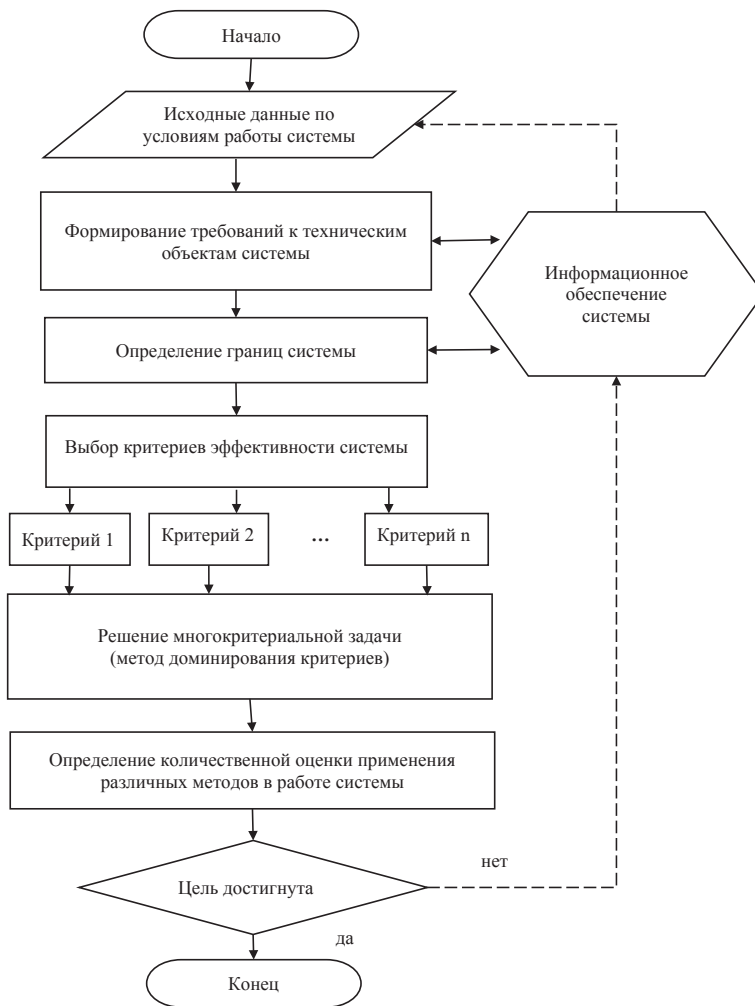 Начало
Исходные данные по
условиям работы системы
Формирование требований к техническим
объектам системы
Информационное
обеспечение
системы
Определение границ системы
Выбор критериев эффективности системы
Критерий 1
Критерий 2
...
Критерий n
Решение многокритериальной задачи
(метод доминирования критериев)
Определение количественной оценки применения
различных методов в работе системы
Цель достигнута
нет
да
Конец